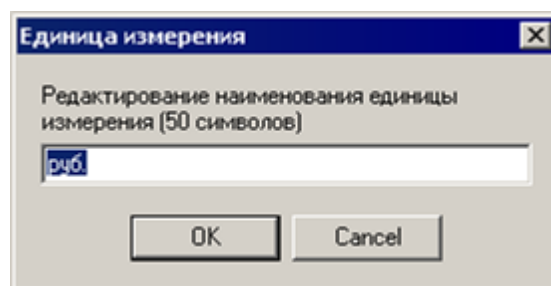 Единица измерения
Редактирование наименования единицы
измерения (50 символов)
руб.
OK
Cancel